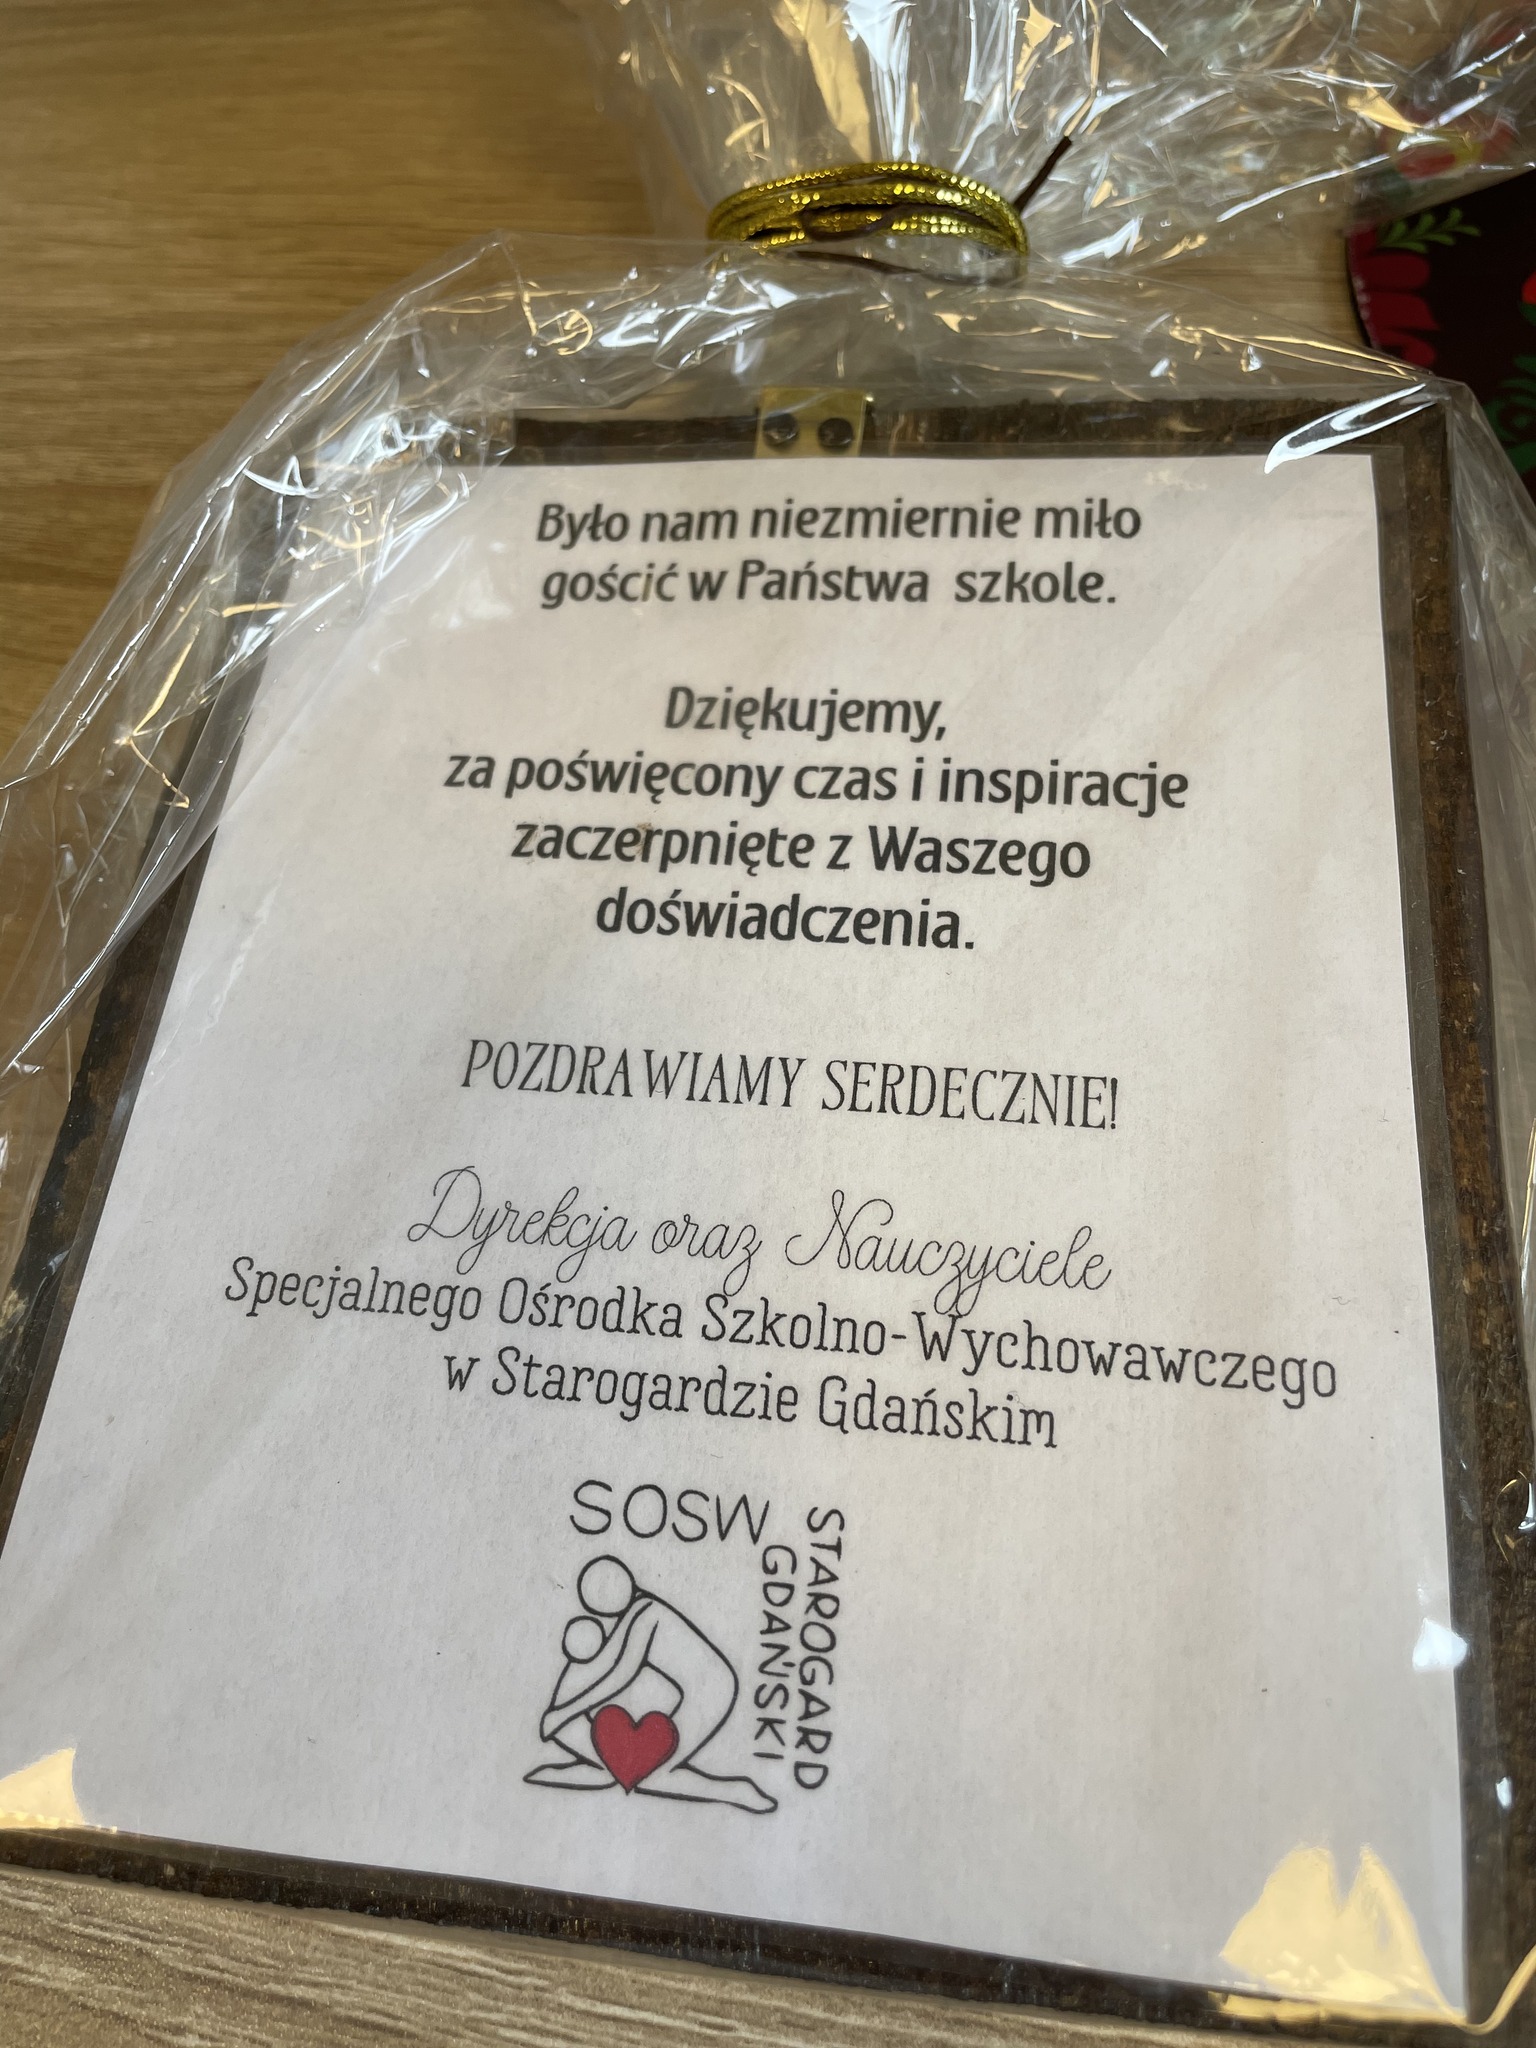 Było nam niezmiernie miło
gościć w Państwa szkole.
Dziękujemy,
za poświęcony czas i inspiracje
zaczerpnięte z Waszego
doświadczenia.
POZDRAWIAMY SERDECZNIE!
Dyrekcja oraz Nauczyciele
Specjalnego Ośrodka Szkolno-Wychowawczego
w Starogardzie Gdańskim
SOSW
STAROGARD
GDAŃSKI